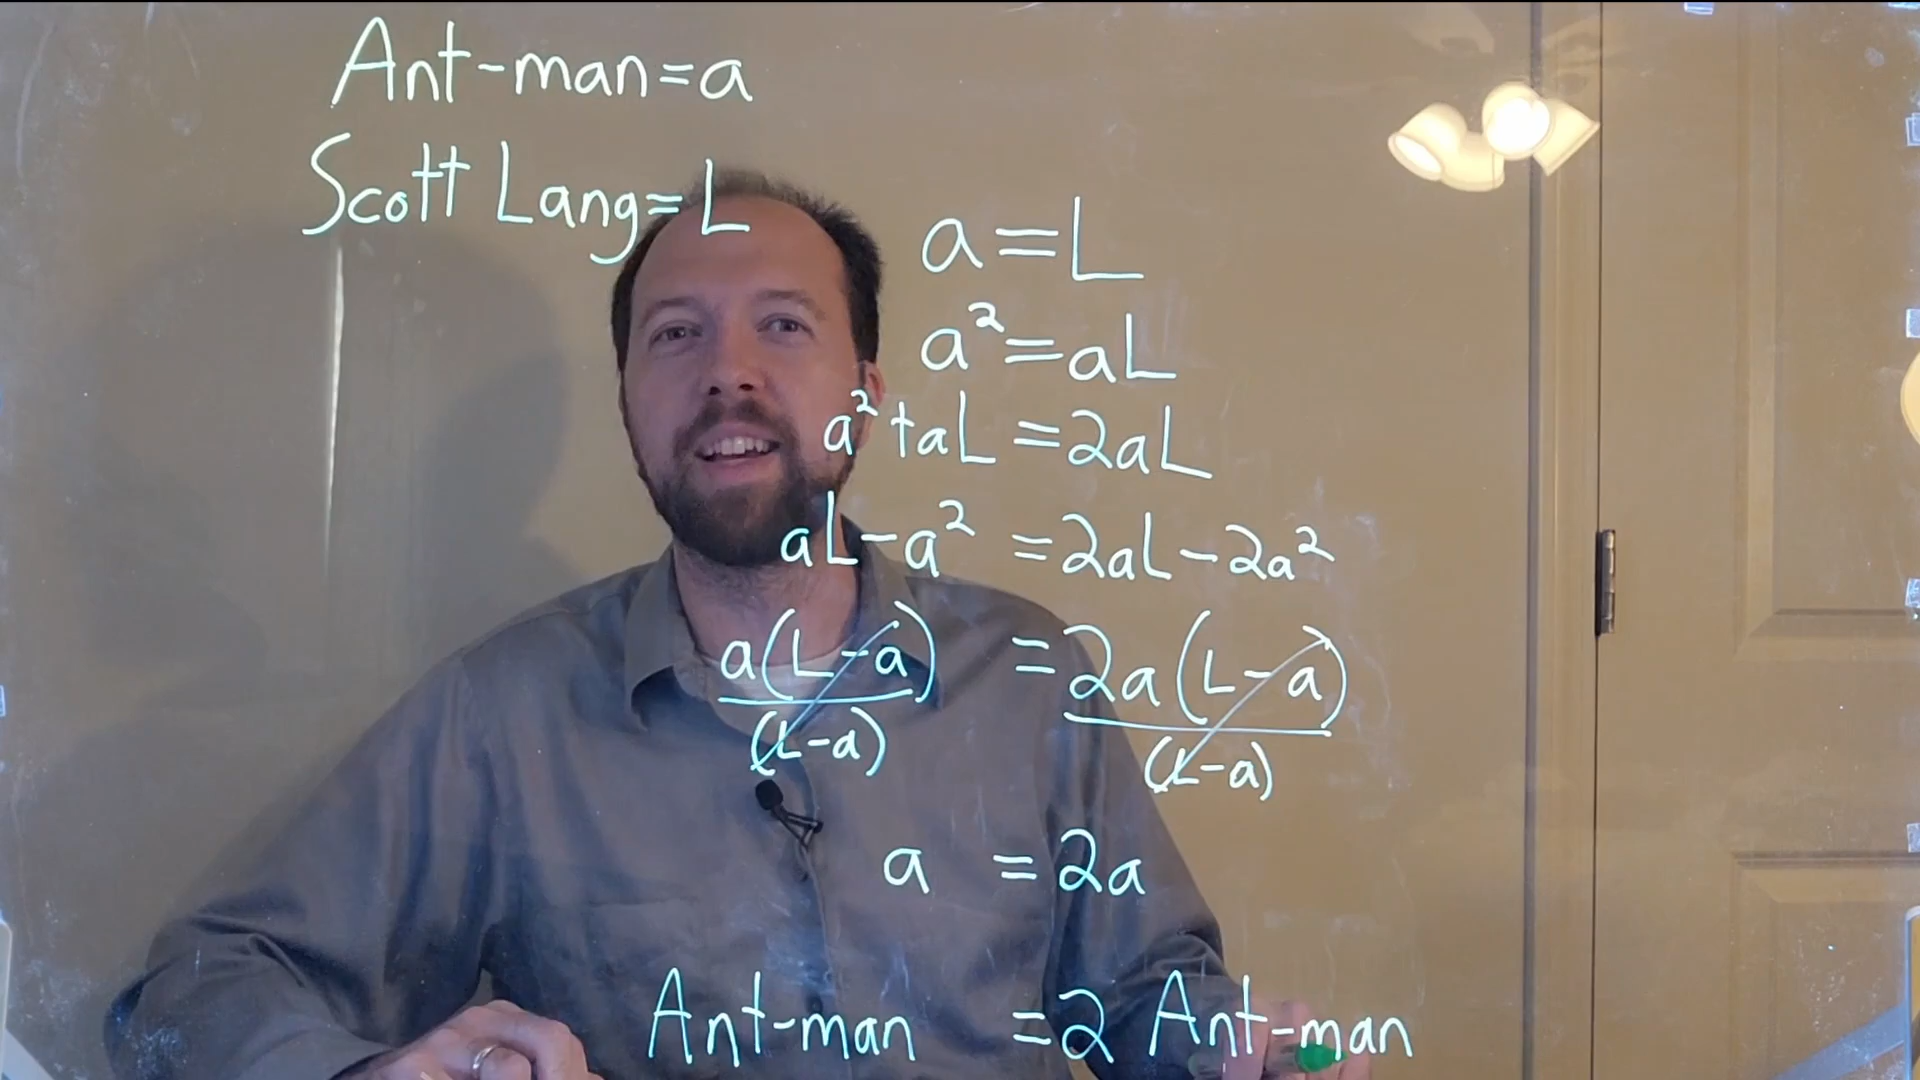 Ant-man=a
Scott Lang=L
a=L
a²=aL
a²+aL=2aL
aL-a²=2aL-2a²
a(L-a)=2a(L-a)
(L-a) (L-a)
a=2a
Ant-man=2 Ant-man